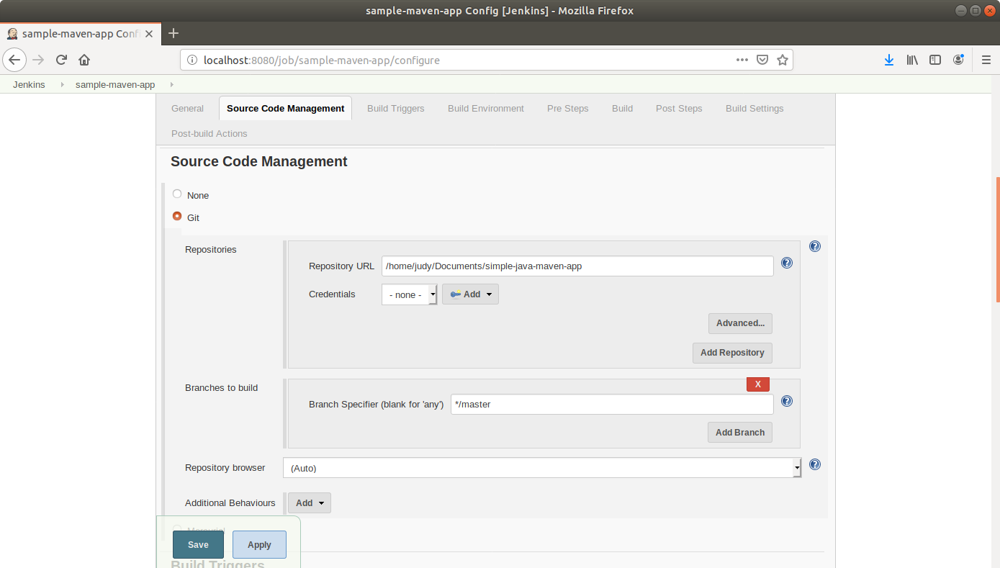 sample-maven-app Config [Jenkins] - Mozilla Firefox
sample-maven-app Conf
localhost:8080/job/sample-maven-app/configure
Jenkins sample-maven-app
General Source Code Management Build Triggers Build Environment Pre Steps Build Post Steps Build Settings
Post-build Actions
Source Code Management
None
Git
Repositories
Repository URL /home/judy/Documents/simple-java-maven-app
Credentials - none - Add
Advanced...
Add Repository
Branches to build
X
Branch Specifier (blank for 'any') */master
Add Branch
Repository browser (Auto)
Additional Behaviours Add
Mercurial
Save Apply
Build Triggers